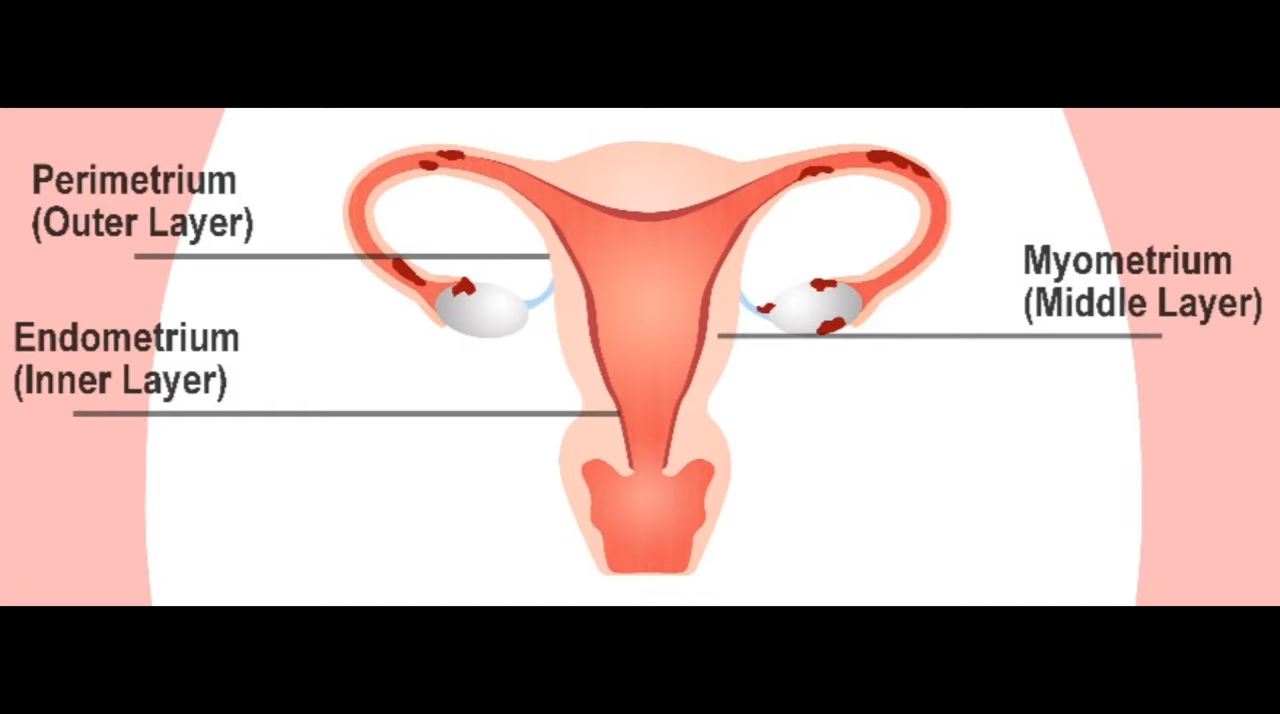 Perimetrium
(Outer Layer)
Endometrium
(Inner Layer)
Myometrium
(Middle Layer)